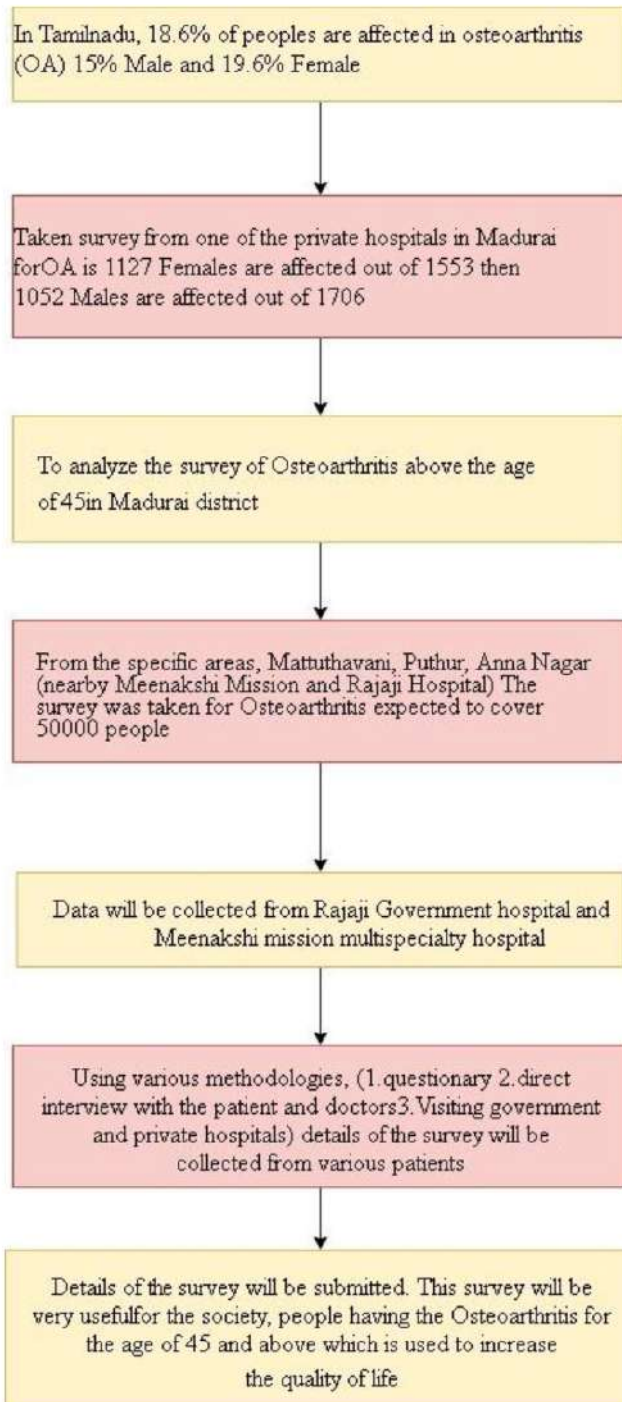 In Tamilnadu, 18.6% of peoples are affected in osteoarthritis
(OA) 15% Male and 19.6% Female
Taken survey from one of the private hospitals in Madurai
forOA is 1127 Females are affected out of 1553 then
1052 Males are affected out of 1706
To analyze the survey of Osteoarthritis above the age
of 45in Madurai district
From the specific areas, Mattuthavani, Puthur, Anna Nagar
(nearby Meenakshi Mission and Rajaji Hospital) The
survey was taken for Osteoarthritis expected to cover
50000 people
Data will be collected from Rajaji Government hospital and
Meenakshi mission multispecialty hospital
Using various methodologies, (1.questionary 2.direct
interview with the patient and doctors3.Visiting government
and private hospitals) details of the survey will be
collected from various patients
Details of the survey will be submitted. This survey will be
very usefulfor the society, people having the Osteoarthritis for
the age of 45 and above which is used to increase
the quality of life